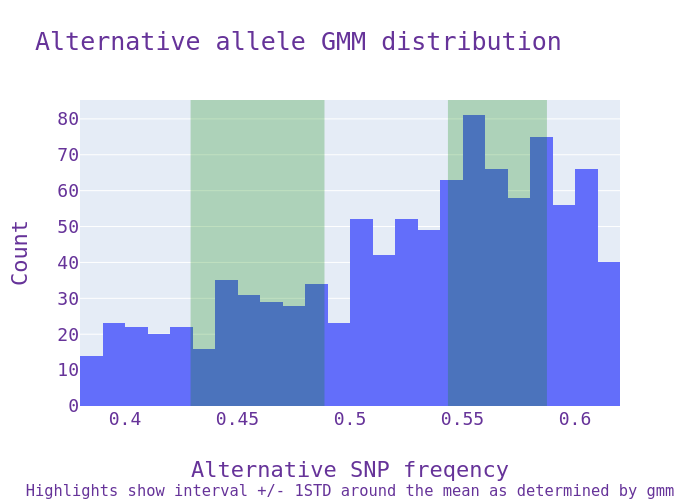 Alternative allele GMM distribution
Count
80
70
60
50
40
30
20
10
0
0.4 0.45 0.5 0.55 0.6
Alternative SNP freqency
Highlights show interval +/- 1STD around the mean as determined by gmm